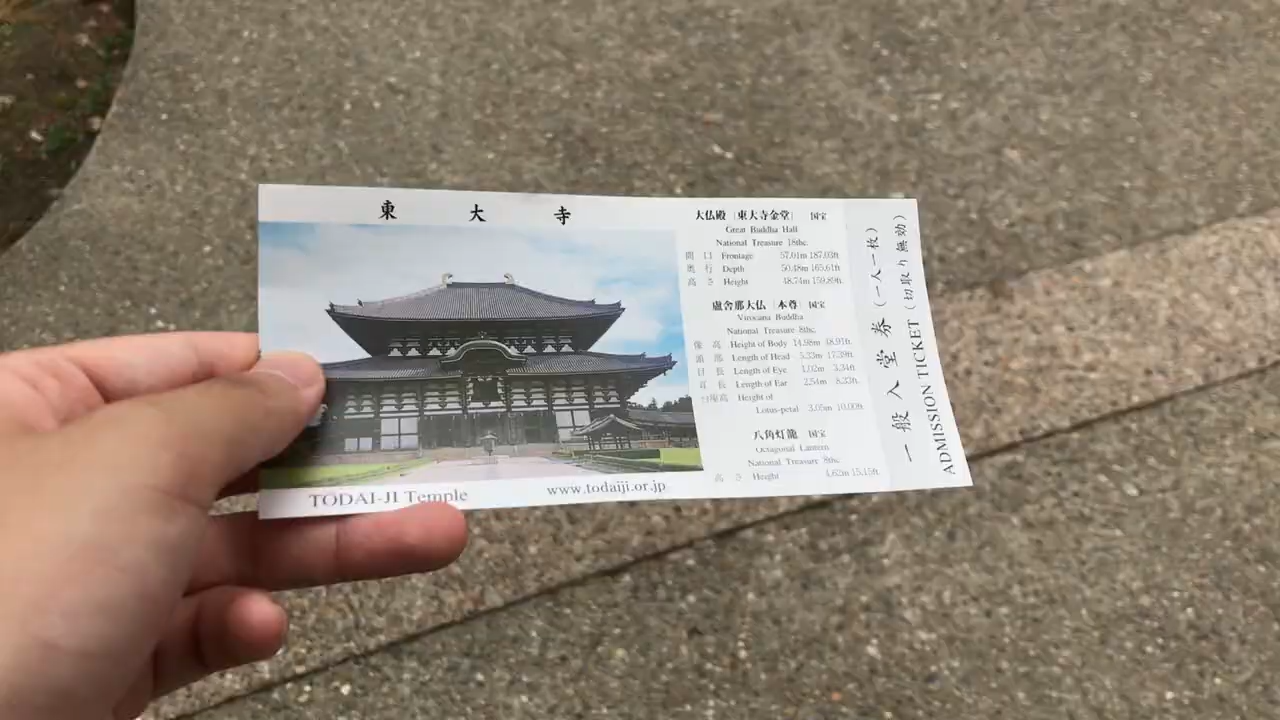 東大寺
TODAI-JI Temple
www.todaiji.or.jp
大仏殿〔東大寺金堂〕 国宝
Great Buddha Hall
National Treasure 18thc.
間口 Frontage 57.01m 187.03ft.
奥行 Depth 50.48m 165.61ft
高さ Height 48.74m 159.89ft.
盧舎那大仏〔本尊〕国宝
Virocana Buddha
National Treasure 8thc.
像高 Height of Body 14.98m 48.91ft.
頭部 Length of Head 5.33m 17.39ft.
目長 Length of Eye 1.02m 3.34ft.
耳長 Length of Ear 2.54m 8.33ft.
Height of
Lotus-petal 3.05m 10.00ft.
八角灯籠 国宝
Octagonal Lantern
National Treasure 8thc.
高さ Height 4.62m 15.15ft.
一般入堂券(一人一枚)
ADMISSION TICKET(切取り無効)